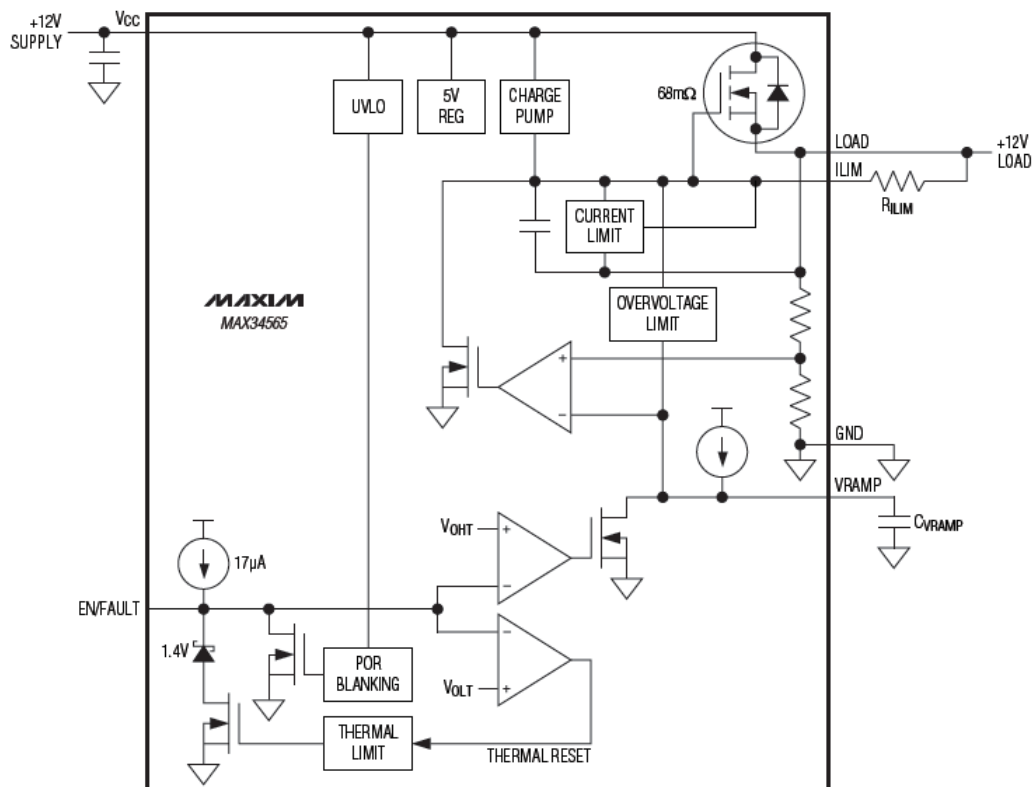 +12V
SUPPLY
VCC
UVLO
5V
REG
CHARGE
PUMP
68mΩ
LOAD
+12V
LOAD
ILIM
RILIM
CURRENT
LIMIT
MAXIM
MAX34565
OVERVOLTAGE
LIMIT
+
−
GND
VRAMP
CVRAMP
VOHT
+
−
17µA
EN/FAULT
1.4V
POR
BLANKING
−
VOLT
+
THERMAL
LIMIT
THERMAL RESET